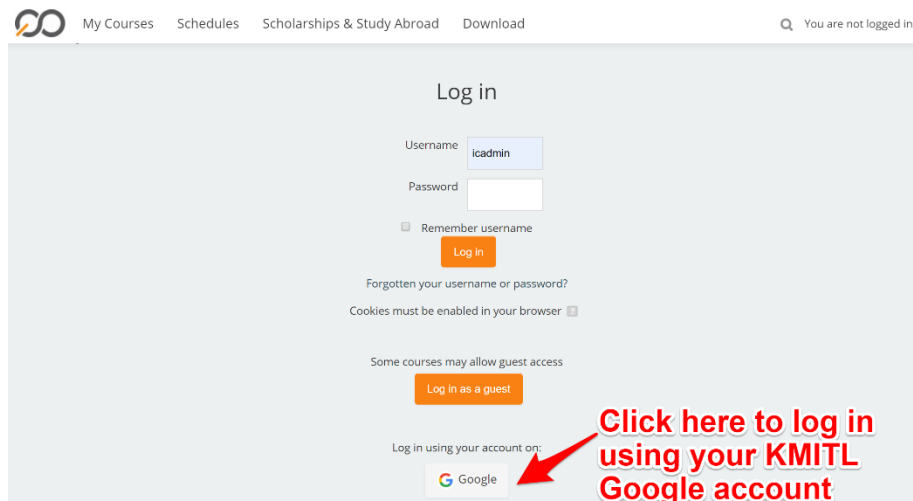 My Courses Schedules Scholarships & Study Abroad Download You are not logged in
Log in
Username icadmin
Password
Remember username
Log in
Forgotten your username or password?
Cookies must be enabled in your browser ?
Some courses may allow guest access
Log in as a guest
Log in using your account on:
Google
Click here to log in
using your KMITL
Google account